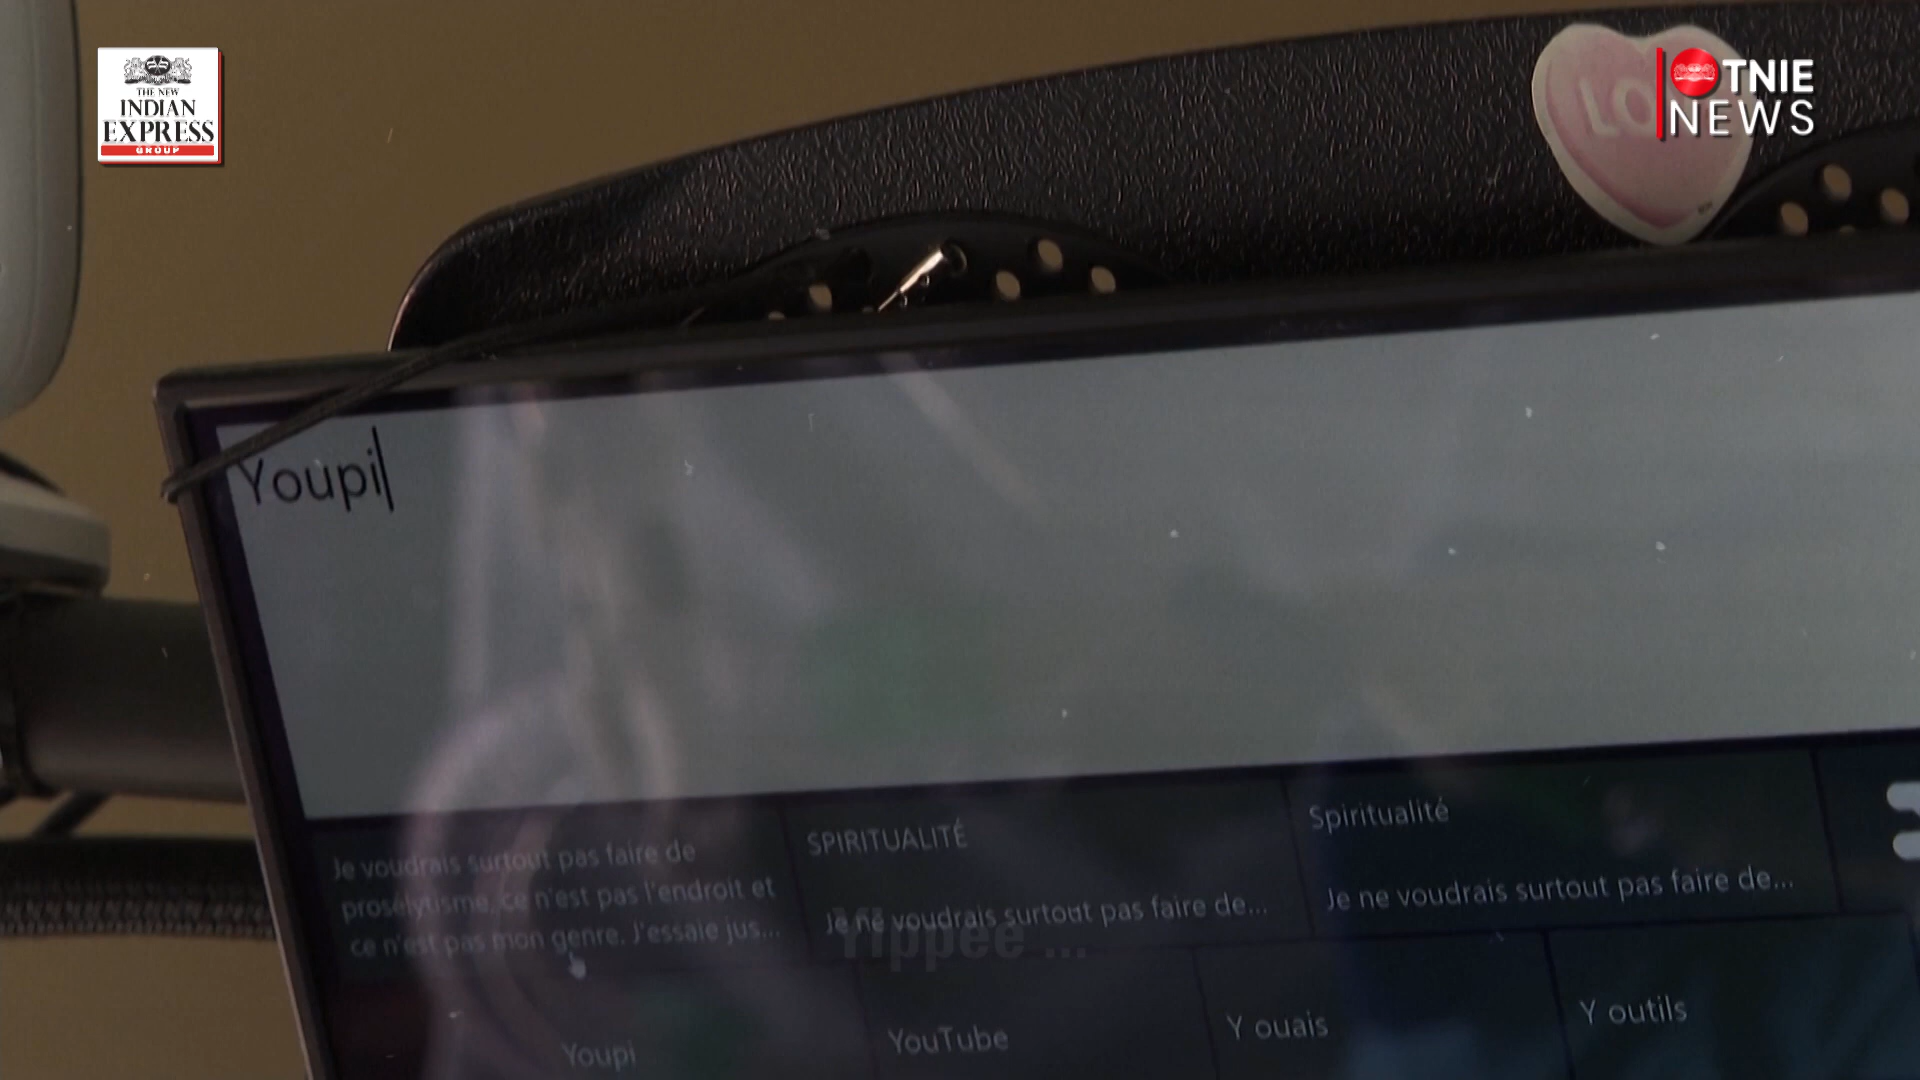 THE NEW
INDIAN
EXPRESS
GROUP
LO
TNIE
NEWS
Youpi
Je voudrais surtout pas faire de
prosélytisme, ce n'est pas l'endroit et
ce n'est pas mon genre. J'essaie jus...
SPIRITUALITÉ
Je ne voudrais surtout pas faire de...
Spiritualité
Je ne voudrais surtout pas faire de...
Yippee ...
Youpi
YouTube
Y ouais
Y outils